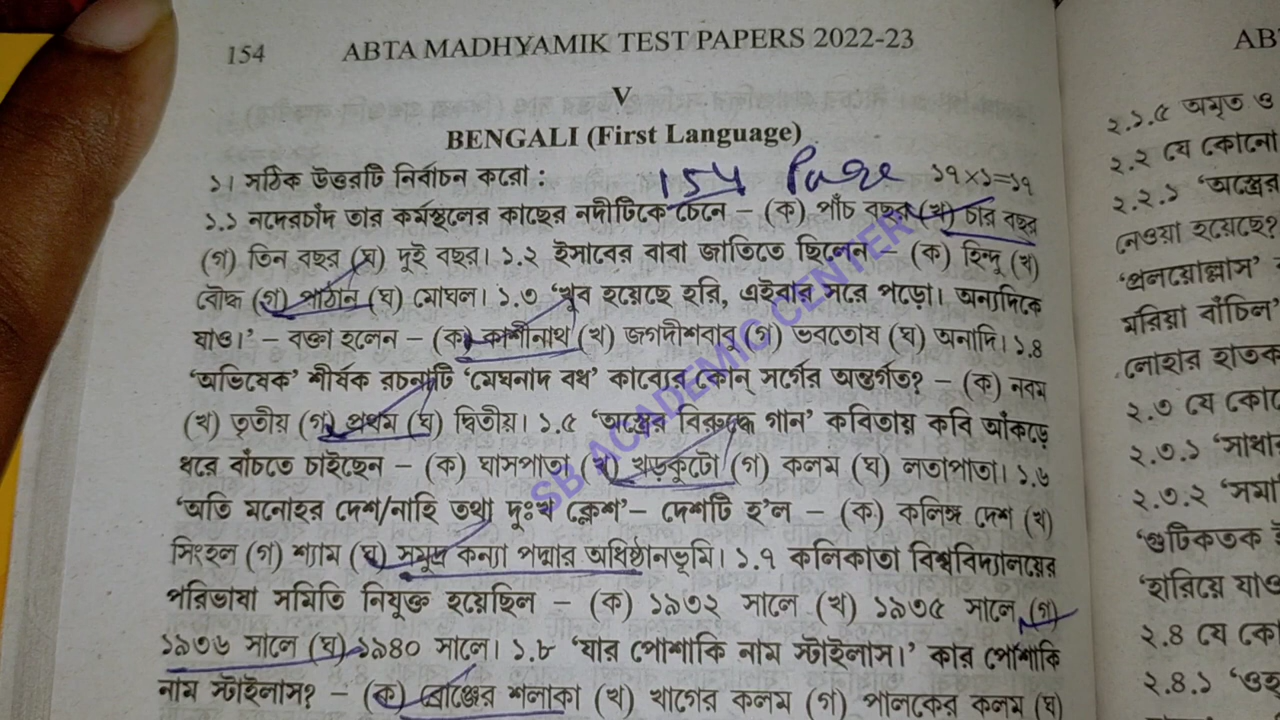 154 ABTA MADHYAMIK TEST PAPERS 2022-23
V
BENGALI (First Language)
১। সঠিক উত্তরটি নির্বাচন করো : 154 Page ১৭×১=১৭
১.১ নদেরচাঁদ তার কর্মস্থলের কাছের নদীটিকে চেনে – (ক) পাঁচ বছর (খ) চার বছর
(গ) তিন বছর (ঘ) দুই বছর। ১.২ ইসাবের বাবা জাতিতে ছিলেন – (ক) হিন্দু (খ)
বৌদ্ধ (গ) পাঠান (ঘ) মোঘল। ১.৩ ‘খুব হয়েছে হরি, এইবার সরে পড়ো। অন্যদিকে
যাও।’ – বক্তা হলেন – (ক) কাশীনাথ (খ) জগদীশবাবু (গ) ভবতোষ (ঘ) অনাদি। ১.৪
‘অভিষেক’ শীর্ষক রচনাটি ‘মেঘনাদ বধ’ কাব্যের কোন্ সর্গের অন্তর্গত? – (ক) নবম
(খ) তৃতীয় (গ) প্রথম (ঘ) দ্বিতীয়। ১.৫ ‘অস্ত্রের বিরুদ্ধে গান’ কবিতায় কবি আঁকড়ে
ধরে বাঁচতে চাইছেন – (ক) ঘাসপাতা (খ) খড়কুটো (গ) কলম (ঘ) লতাপাতা। ১.৬
‘অতি মনোহর দেশ/নাহি তথা দুঃখ ক্লেশ’– দেশটি হ’ল – (ক) কলিঙ্গ দেশ (খ)
সিংহল (গ) শ্যাম (ঘ) সমুদ্র কন্যা পদ্মার অধিষ্ঠানভূমি। ১.৭ কলিকাতা বিশ্ববিদ্যালয়ের
পরিভাষা সমিতি নিযুক্ত হয়েছিল – (ক) ১৯৩২ সালে (খ) ১৯৩৫ সালে (গ)
১৯৩৬ সালে (ঘ) ১৯৪০ সালে। ১.৮ ‘যার পোশাকি নাম স্টাইলাস।’ কার পোশাকি
নাম স্টাইলাস? – (ক) ব্রোঞ্জের শলাকা (খ) খাগের কলম (গ) পালকের কলম (ঘ)
SB ACADEMIC CENTER
AB
২.১.৫ অমৃত ও
২.২ যে কোনো
২.২.১ ‘অস্ত্রের
নেওয়া হয়েছে?
‘প্রলয়োল্লাস’
মরিয়া বাঁচিল’
লোহার হাতক
২.৩ যে কো
২.৩.১ ‘সাধা
২.৩.২ ‘সমা
‘গুটিকতক
‘হারিয়ে যাও
২.৪ যে কো
২.৪.১